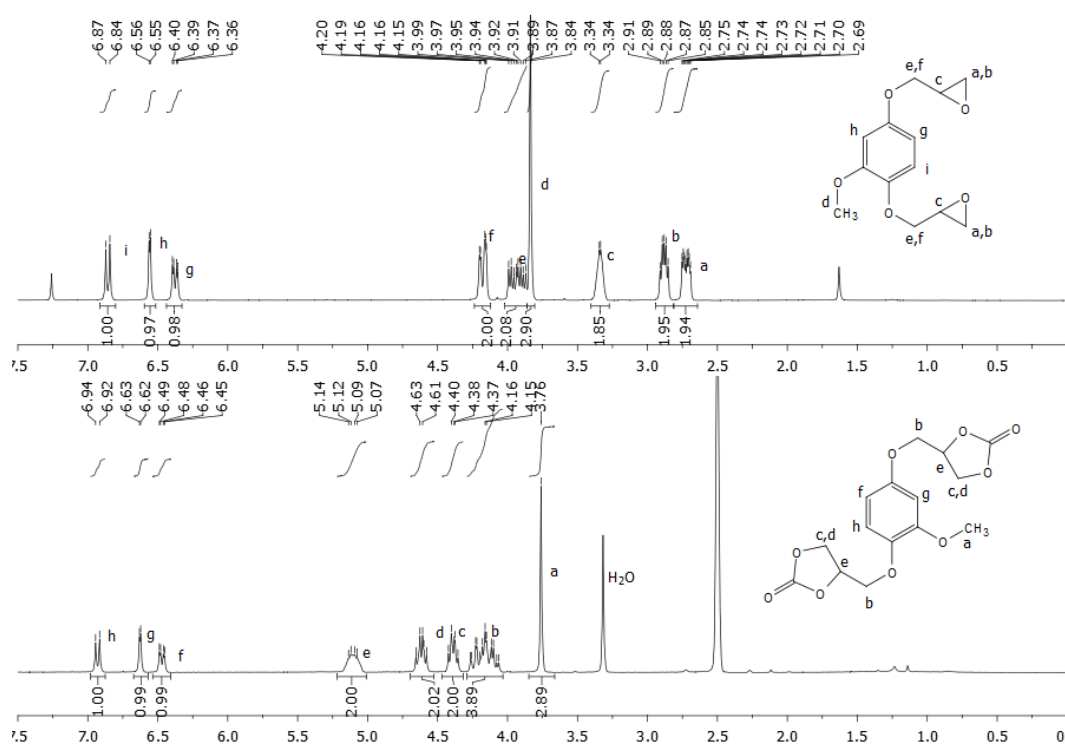 6.87 6.84 6.56 6.55 6.40 6.39 6.37 6.36 4.20 4.19 4.16 4.16 4.15 3.99 3.97 3.95 3.94 3.92 3.91 3.89 3.87 3.84 3.34 3.34 2.91 2.89 2.88 2.87 2.85 2.75 2.74 2.74 2.73 2.72 2.71 2.70 2.69
e,f c a,b
O O
h g
i
O
d CH₃ O c O
e,f a,b
d
i h g f e c b a
1.00 0.97 0.98 2.00 2.08 2.90 1.85 1.95 1.94
7.5 7.0 6.5 6.0 5.5 5.0 4.5 4.0 3.5 3.0 2.5 2.0 1.5 1.0 0.5 0.
6.94 6.92 6.63 6.62 6.49 6.48 6.46 6.45 5.14 5.12 5.09 5.07 4.63 4.61 4.40 4.38 4.37 4.16 4.15 3.76
b O O
O e O
c,d
f g
h O CH₃
a
c,d
O e O
O O b
a
H₂O
h g f e d c b
1.00 0.99 0.99 2.00 2.02 2.00 3.89 2.89
7.5 7.0 6.5 6.0 5.5 5.0 4.5 4.0 3.5 3.0 2.5 2.0 1.5 1.0 0.5 0.